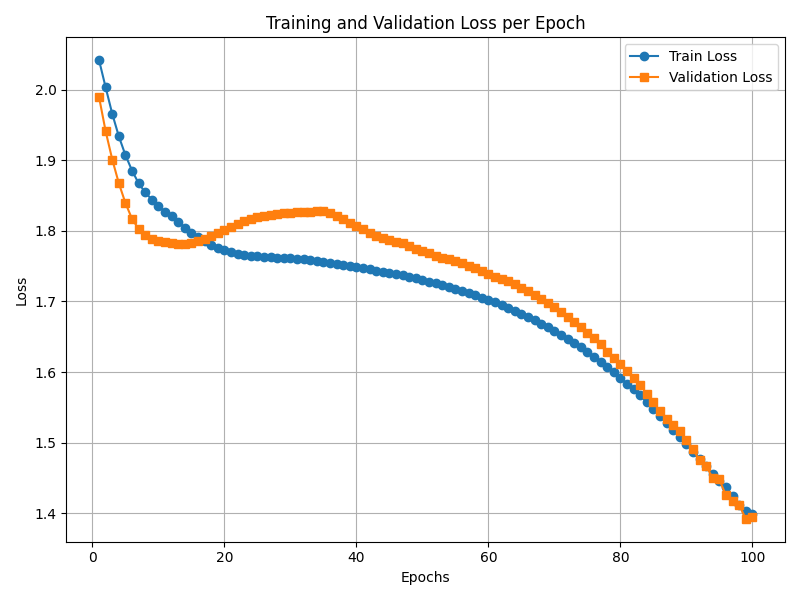 Training and Validation Loss per Epoch
Train Loss
Validation Loss
Loss
2.0
1.9
1.8
1.7
1.6
1.5
1.4
0 20 40 60 80 100
Epochs